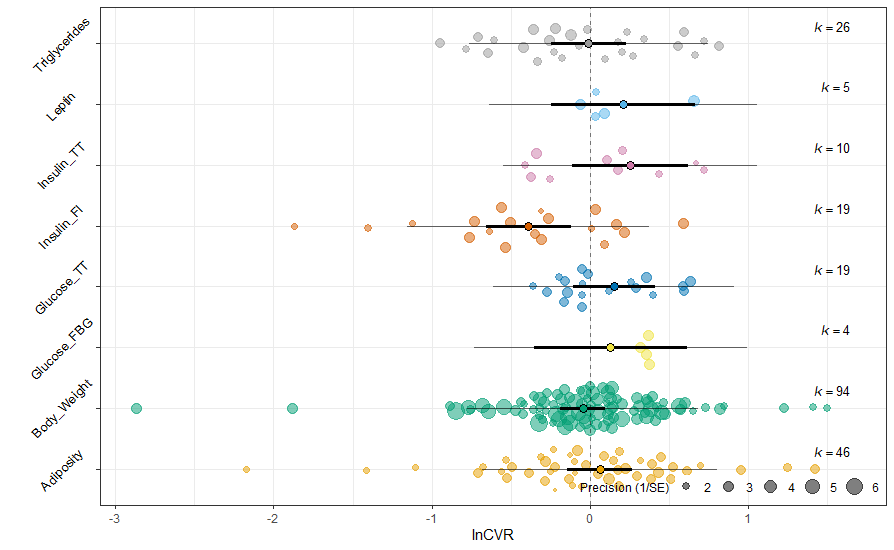 Triglycerides
k = 26
Leptin
k = 5
Insulin_TT
k = 10
Insulin_FI
k = 19
Glucose_TT
k = 19
Glucose_FBG
k = 4
Body_Weight
k = 94
Adiposity
k = 46
Precision (1/SE) 2 3 4 5 6
-3 -2 -1 0 1
lnCVR